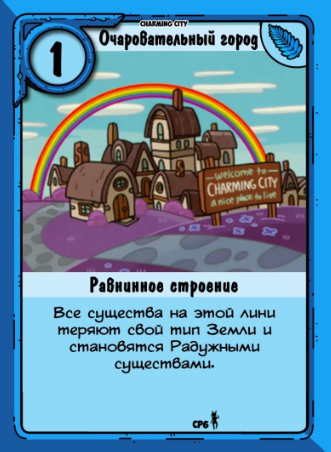 CHARMING CITY
1
Очаровательный город
welcome to
CHARMING CITY
a nice place to live
Равнинное строение
Все существа на этой лини
теряют свой тип Земли и
становятся Радужными
существами.
СР6